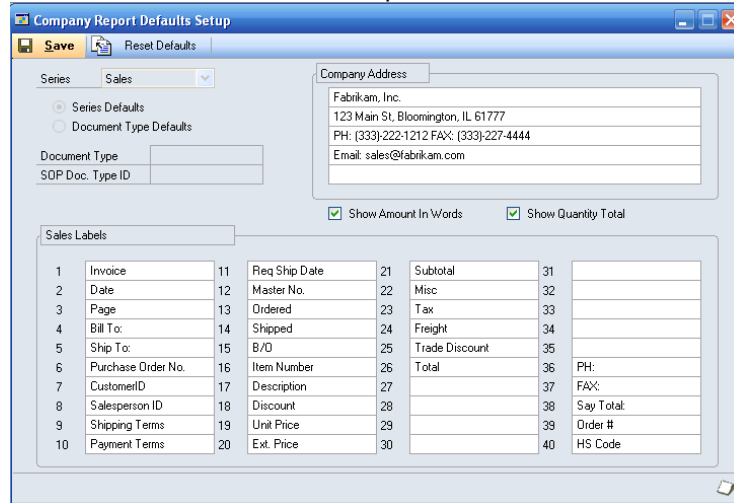 Company Report Defaults Setup
Save Reset Defaults
Series Sales
Series Defaults
Document Type Defaults
Document Type
SOP Doc. Type ID
Company Address
Fabrikam, Inc.
123 Main St, Bloomington, IL 61777
PH: (333)-222-1212 FAX: (333)-227-4444
Email: sales@fabrikam.com
Show Amount In Words Show Quantity Total
Sales Labels
1 Invoice 11 Req Ship Date 21 Subtotal 31
2 Date 12 Master No. 22 Misc 32
3 Page 13 Ordered 23 Tax 33
4 Bill To: 14 Shipped 24 Freight 34
5 Ship To: 15 B/O 25 Trade Discount 35
6 Purchase Order No. 16 Item Number 26 Total 36 PH:
7 CustomerID 17 Description 27 37 FAX:
8 Salesperson ID 18 Discount 28 38 Say Total:
9 Shipping Terms 19 Unit Price 29 39 Order #
10 Payment Terms 20 Ext. Price 30 40 HS Code